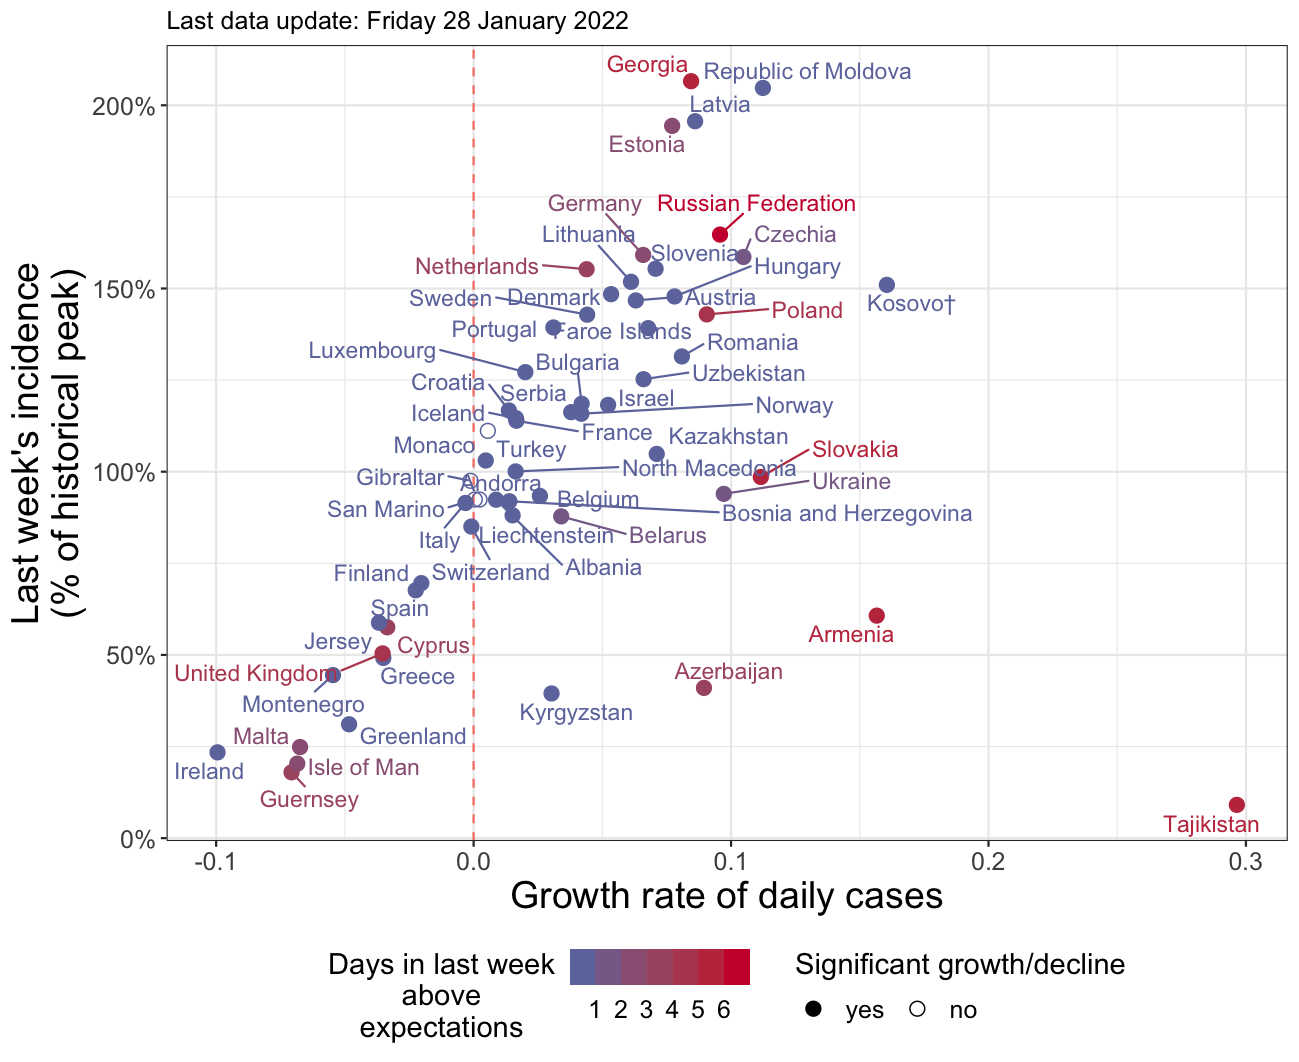 Last data update: Friday 28 January 2022
Last week's incidence
(% of historical peak)
200%
150%
100%
50%
0%
Georgia
Republic of Moldova
Latvia
Estonia
Germany
Russian Federation
Lithuania
Czechia
Slovenia
Netherlands
Hungary
Sweden
Denmark
Austria
Kosovo†
Poland
Portugal
Faroe Islands
Romania
Luxembourg
Bulgaria
Uzbekistan
Croatia
Serbia
Israel
Norway
Iceland
France
Kazakhstan
Monaco
Turkey
Slovakia
North Macedonia
Gibraltar
Andorra
Ukraine
Belgium
San Marino
Bosnia and Herzegovina
Italy
Liechtenstein
Belarus
Albania
Finland
Switzerland
Spain
Armenia
Jersey
Cyprus
United Kingdom
Greece
Azerbaijan
Montenegro
Kyrgyzstan
Malta
Greenland
Ireland
Isle of Man
Guernsey
Tajikistan
-0.1 0.0 0.1 0.2 0.3
Growth rate of daily cases
Days in last week
above
expectations
1 2 3 4 5 6
Significant growth/decline
yes no